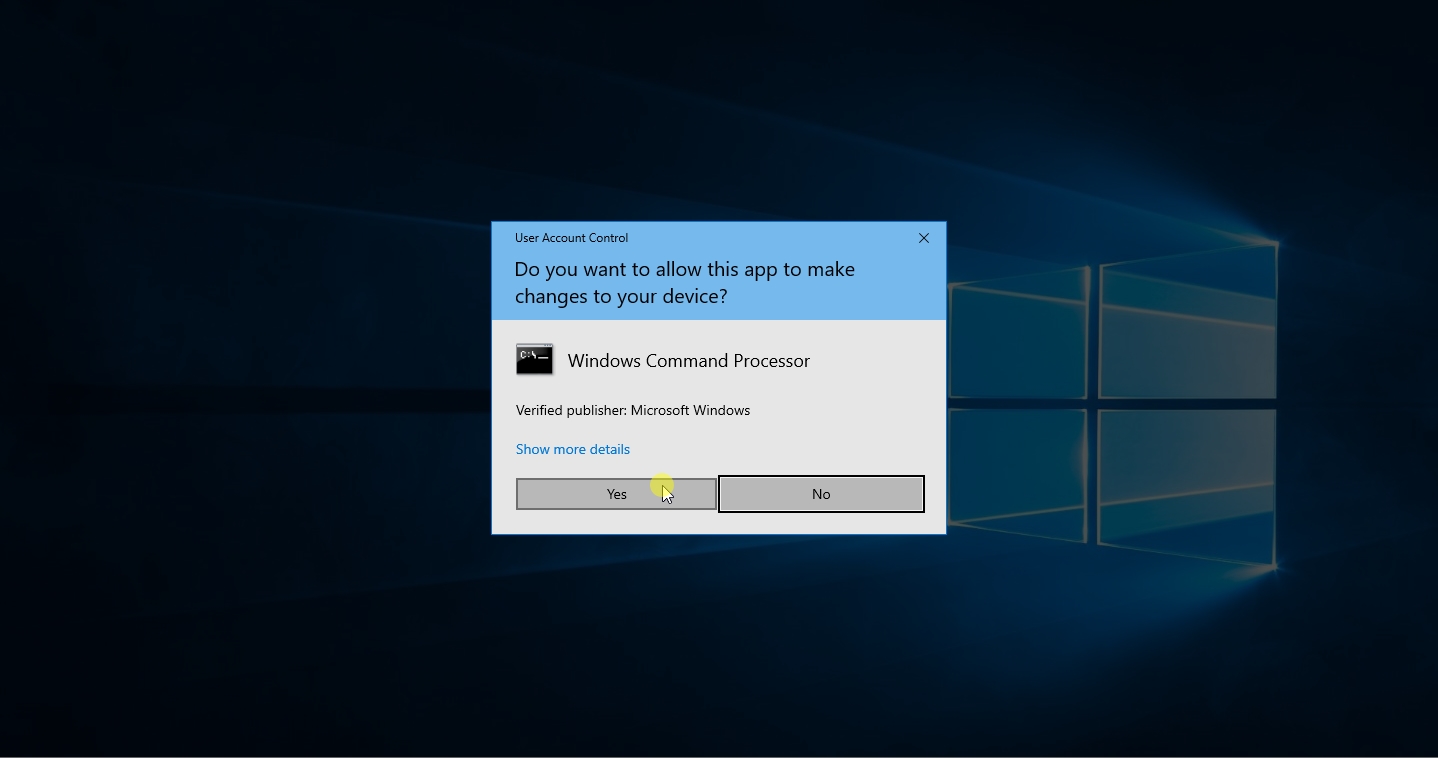 User Account Control
Do you want to allow this app to make
changes to your device?
C:\_
Windows Command Processor
Verified publisher: Microsoft Windows
Show more details
Yes
No